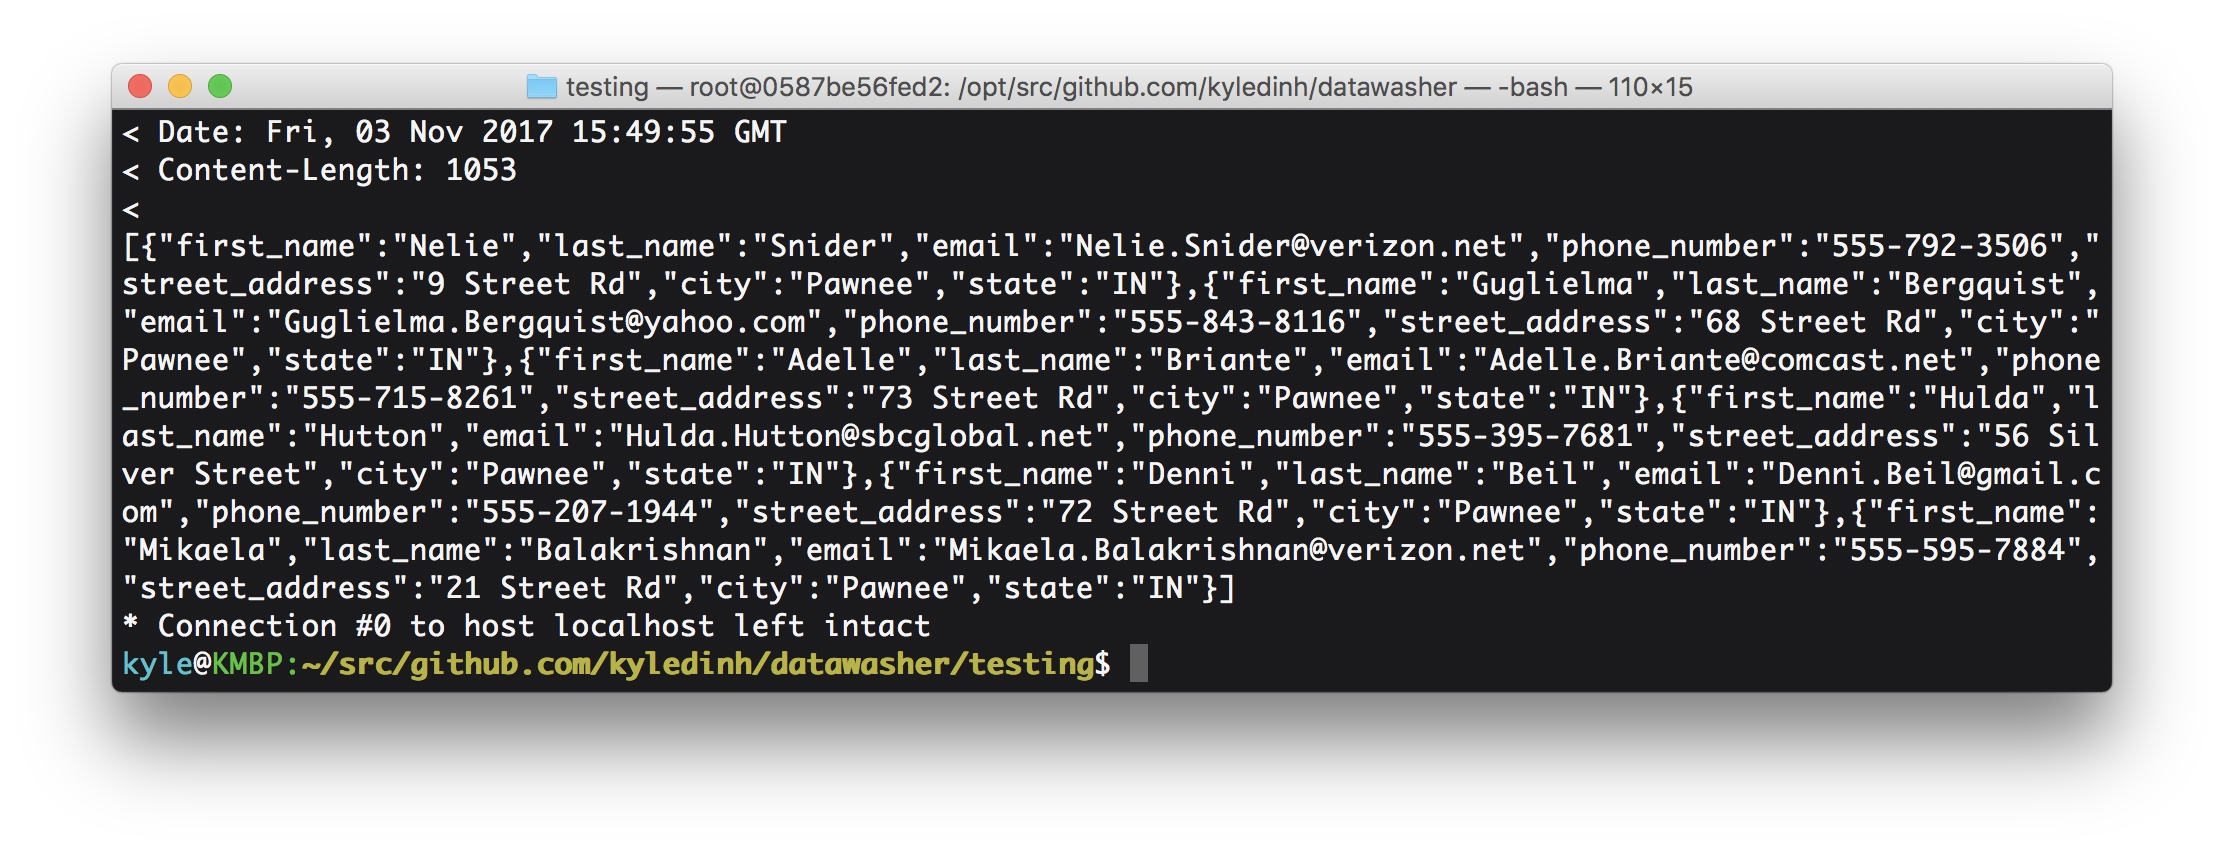 testing — root@0587be56fed2: /opt/src/github.com/kyledinh/datawasher — -bash — 110×15
< Date: Fri, 03 Nov 2017 15:49:55 GMT
< Content-Length: 1053
<
[{"first_name":"Nelie","last_name":"Snider","email":"Nelie.Snider@verizon.net","phone_number":"555-792-3506","
street_address":"9 Street Rd","city":"Pawnee","state":"IN"},{"first_name":"Guglielma","last_name":"Bergquist",
"email":"Guglielma.Bergquist@yahoo.com","phone_number":"555-843-8116","street_address":"68 Street Rd","city":"
Pawnee","state":"IN"},{"first_name":"Adelle","last_name":"Briante","email":"Adelle.Briante@comcast.net","phone
_number":"555-715-8261","street_address":"73 Street Rd","city":"Pawnee","state":"IN"},{"first_name":"Hulda","l
ast_name":"Hutton","email":"Hulda.Hutton@sbcglobal.net","phone_number":"555-395-7681","street_address":"56 Sil
ver Street","city":"Pawnee","state":"IN"},{"first_name":"Denni","last_name":"Beil","email":"Denni.Beil@gmail.c
om","phone_number":"555-207-1944","street_address":"72 Street Rd","city":"Pawnee","state":"IN"},{"first_name":
"Mikaela","last_name":"Balakrishnan","email":"Mikaela.Balakrishnan@verizon.net","phone_number":"555-595-7884",
"street_address":"21 Street Rd","city":"Pawnee","state":"IN"}]
* Connection #0 to host localhost left intact
kyle@KMBP:~/src/github.com/kyledinh/datawasher/testing$